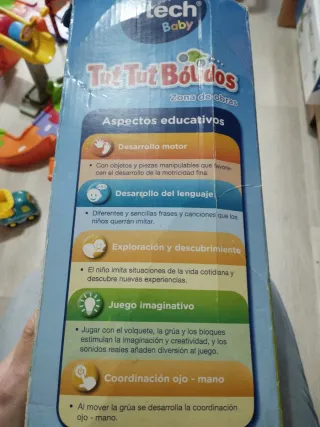 tech
Baby
Tut Tut Bólidos
Zona de obras
Aspectos educativos
Desarrollo motor
• Con objetos y piezas manipulables que favorecen
con el desarrollo de la motricidad fina.
Desarrollo del lenguaje
• Diferentes y sencillas frases y canciones que los
niños querrán imitar.
Exploración y descubrimiento
• El niño imita situaciones de la vida cotidiana y
descubre nuevas experiencias.
Juego imaginativo
• Jugar con el volquete, la grúa y los bloques
estimulan la imaginación y creatividad, y los
sonidos reales añaden diversión al juego.
Coordinación ojo - mano
• Al mover la grúa se desarrolla la coordinación
ojo - mano.